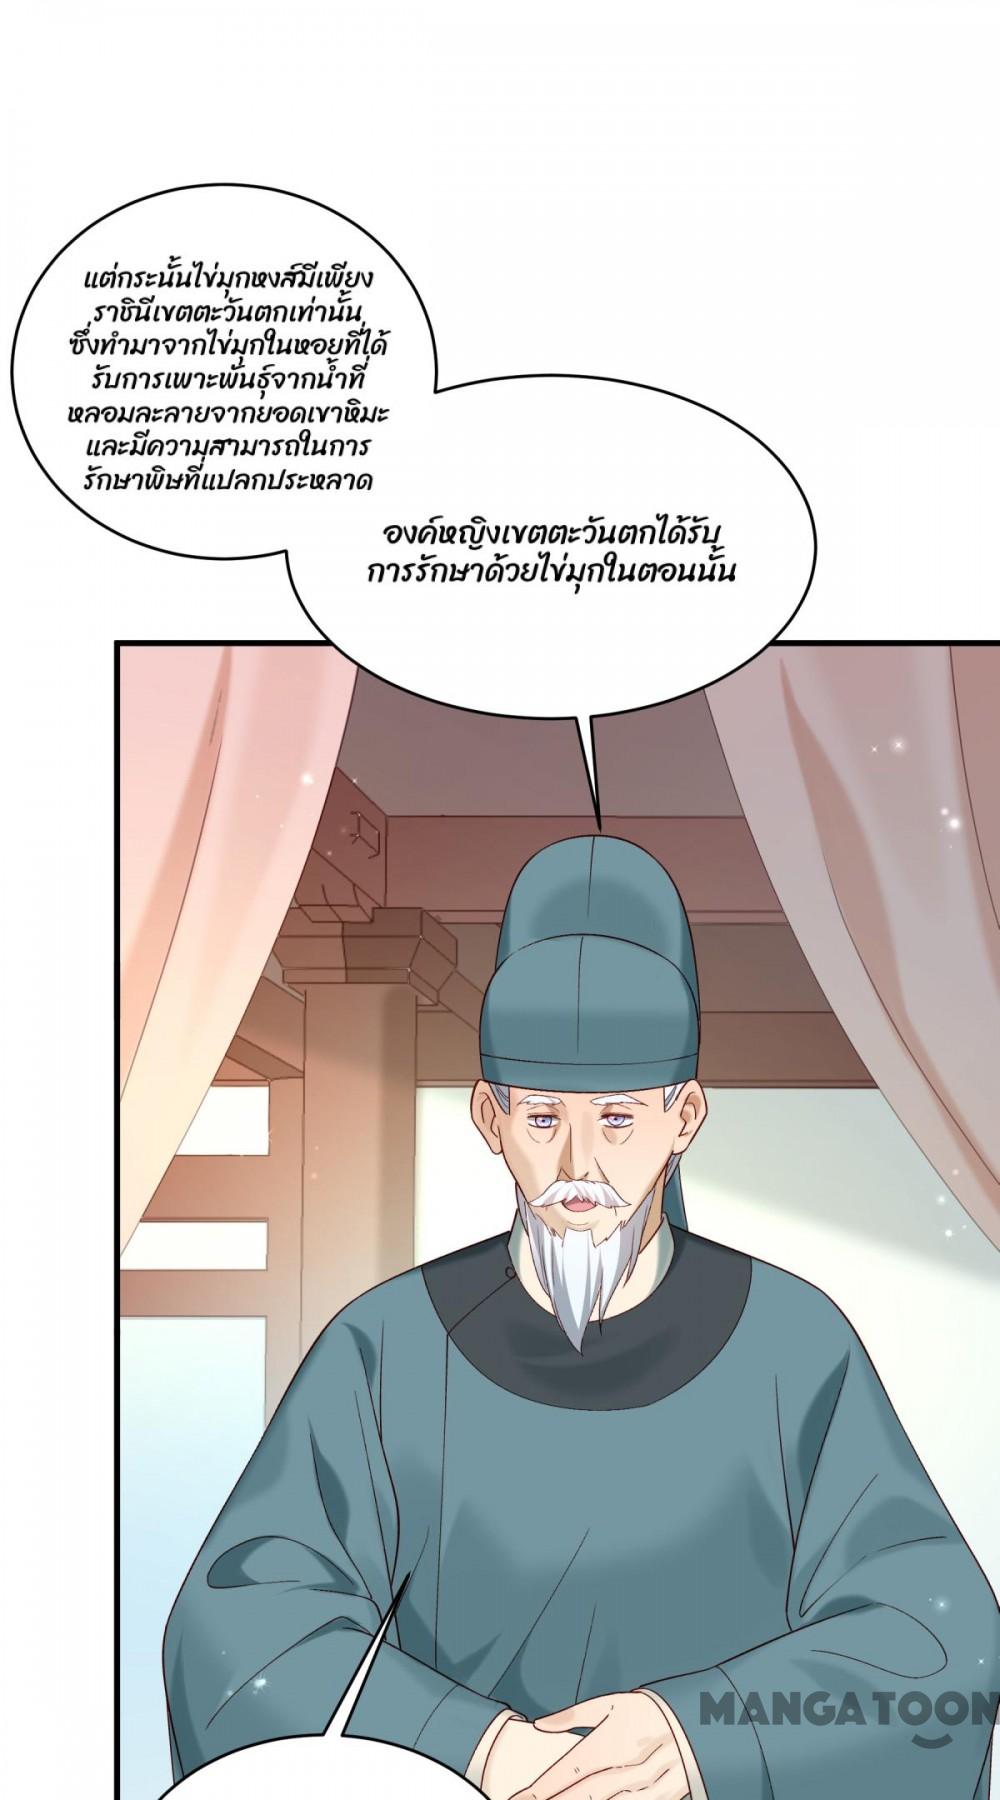 แต่กระนั้นไข่มุกหงส์มีเพียง
ราชินีเขตตะวันตกเท่านั้น
ซึ่งทำมาจากไข่มุกในหอยที่ได้
รับการเพาะพันธุ์จากน้ำที่
หลอมละลายจากยอดเขาหิมะ
และมีความสามารถในการ
รักษาพิษที่แปลกประหลาด
องค์หญิงเขตตะวันตกได้รับ
การรักษาด้วยไข่มุกในตอนนั้น
MANGATOON